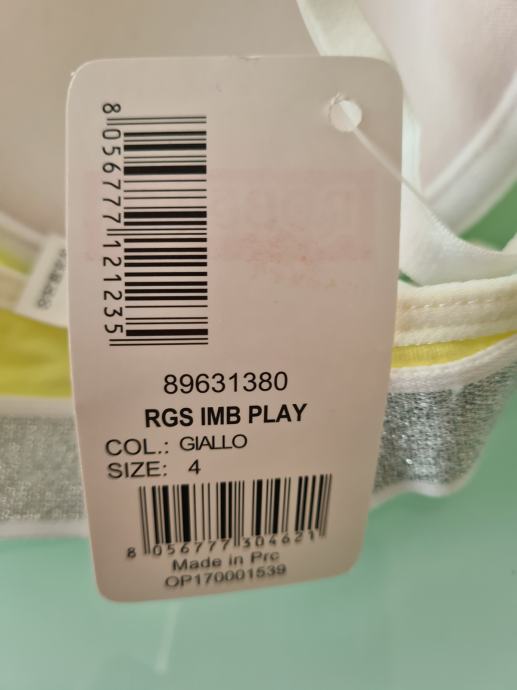 8 056777 121235
89631380
RGS IMB PLAY
COL.: GIALLO
SIZE: 4
8 056777 304621
Made in Prc
OP170001539